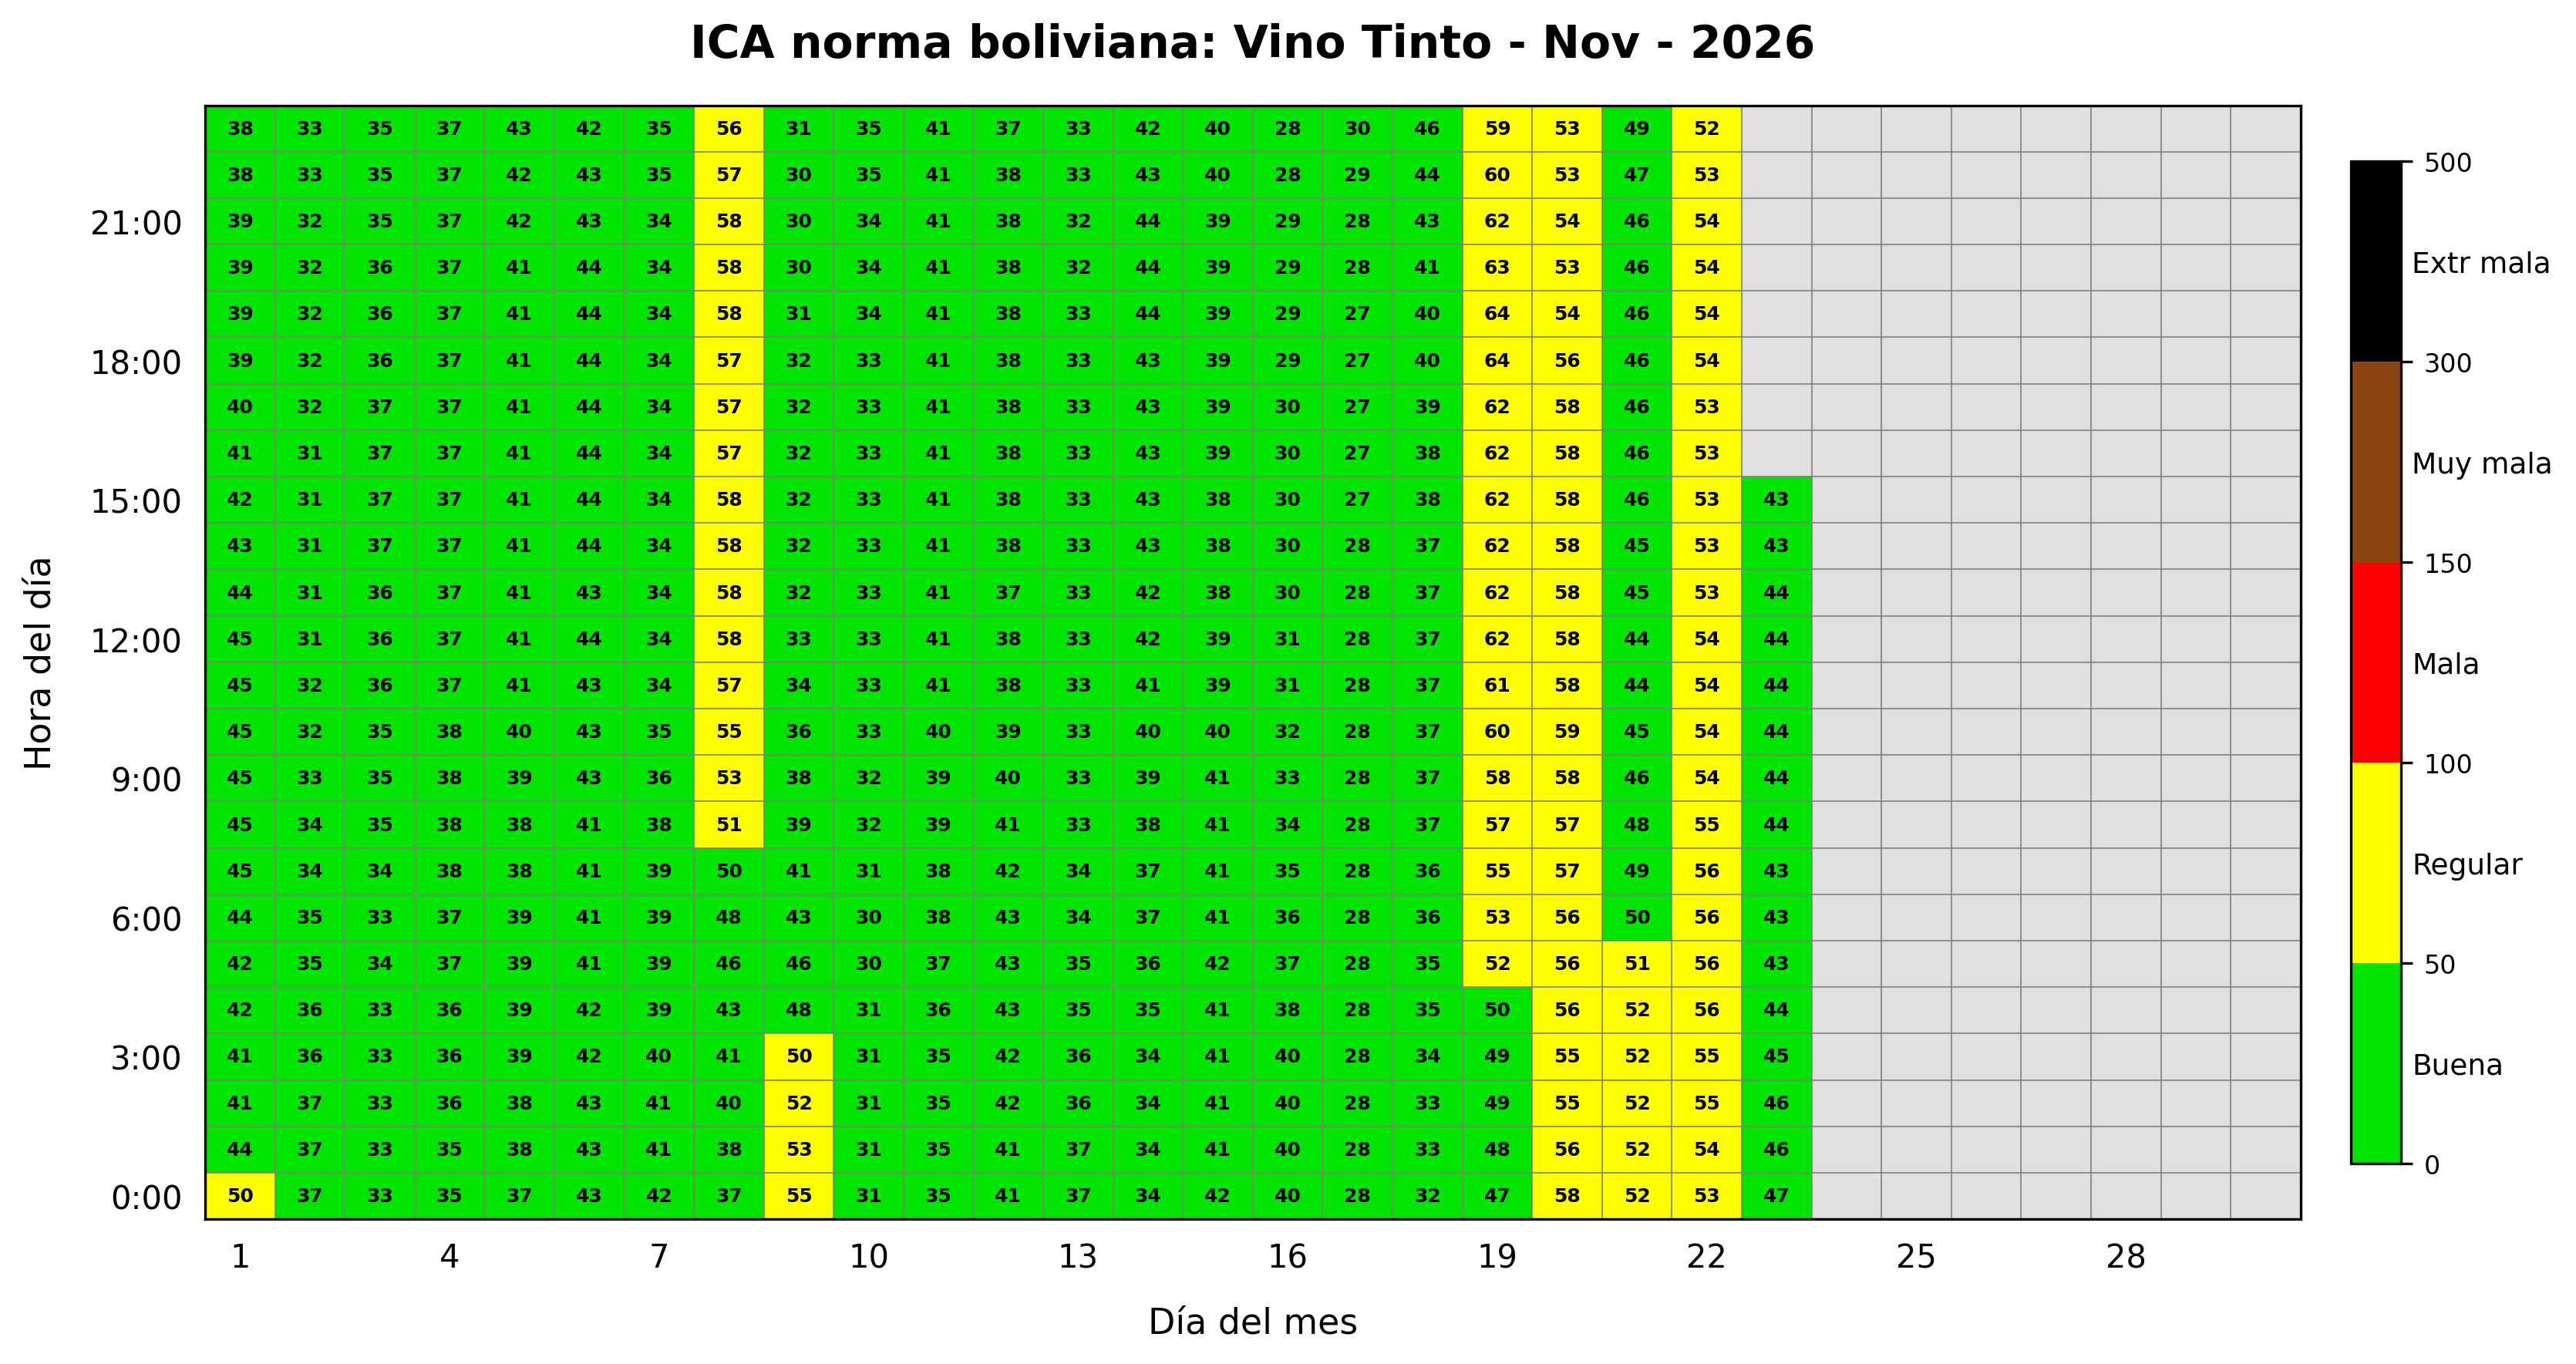 ICA norma boliviana: Vino Tinto - Nov - 2026
38 33 35 37 43 42 35 56 31 35 41 37 33 42 40 28 30 46 59 53 49 52
38 33 35 37 42 43 35 57 30 35 41 38 33 43 40 28 29 44 60 53 47 53
21:00 39 32 35 37 42 43 34 58 30 34 41 38 32 44 39 29 28 43 62 54 46 54
39 32 36 37 41 44 34 58 30 34 41 38 32 44 39 29 28 41 63 53 46 54
39 32 36 37 41 44 34 58 31 34 41 38 33 44 39 29 27 40 64 54 46 54
18:00 39 32 36 37 41 44 34 57 32 33 41 38 33 43 39 29 27 40 64 56 46 54
40 32 37 37 41 44 34 57 32 33 41 38 33 43 39 30 27 39 62 58 46 53
41 31 37 37 41 44 34 57 32 33 41 38 33 43 39 30 27 38 62 58 46 53
15:00 42 31 37 37 41 44 34 58 32 33 41 38 33 43 38 30 27 38 62 58 46 53 43
43 31 37 37 41 44 34 58 32 33 41 38 33 43 38 30 28 37 62 58 45 53 43
44 31 36 37 41 43 34 58 32 33 41 37 33 42 38 30 28 37 62 58 45 53 44
12:00 45 31 36 37 41 44 34 58 33 33 41 38 33 42 39 31 28 37 62 58 44 54 44
45 32 36 37 41 43 34 57 34 33 41 38 33 41 39 31 28 37 61 58 44 54 44
45 32 35 38 40 43 35 55 36 33 40 39 33 40 40 32 28 37 60 59 45 54 44
9:00 45 33 35 38 39 43 36 53 38 32 39 40 33 39 41 33 28 37 58 58 46 54 44
45 34 35 38 38 41 38 51 39 32 39 41 33 38 41 34 28 37 57 57 48 55 44
45 34 34 38 38 41 39 50 41 31 38 42 34 37 41 35 28 36 55 57 49 56 43
6:00 44 35 33 37 39 41 39 48 43 30 38 43 34 37 41 36 28 36 53 56 50 56 43
42 35 34 37 39 41 39 46 46 30 37 43 35 36 42 37 28 35 52 56 51 56 43
42 36 33 36 39 42 39 43 48 31 36 43 35 35 41 38 28 35 50 56 52 56 44
3:00 41 36 33 36 39 42 40 41 50 31 35 42 36 34 41 40 28 34 49 55 52 55 45
41 37 33 36 38 43 41 40 52 31 35 42 36 34 41 40 28 33 49 55 52 55 46
44 37 33 35 38 43 41 38 53 31 35 41 37 34 41 40 28 33 48 56 52 54 46
0:00 50 37 33 35 37 43 42 37 55 31 35 41 37 34 42 40 28 32 47 58 52 53 47
1 4 7 10 13 16 19 22 25 28
Día del mes
Hora del día
500
Extr mala
300
Muy mala
150
Mala
100
Regular
50
Buena
0